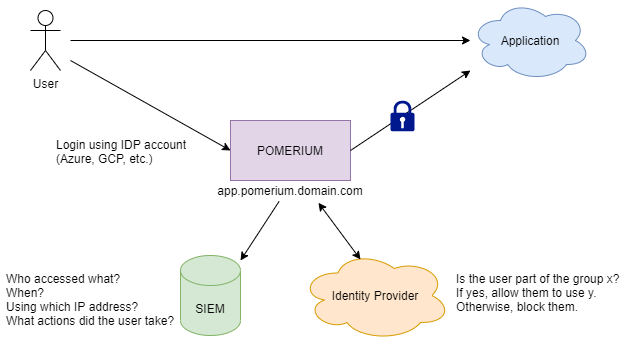 Application
User
Login using IDP account
(Azure, GCP, etc.)
POMERIUM
app.pomerium.domain.com
Who accessed what?
When?
Using which IP address?
What actions did the user take?
SIEM
Identity Provider
Is the user part of the group x?
If yes, allow them to use y.
Otherwise, block them.